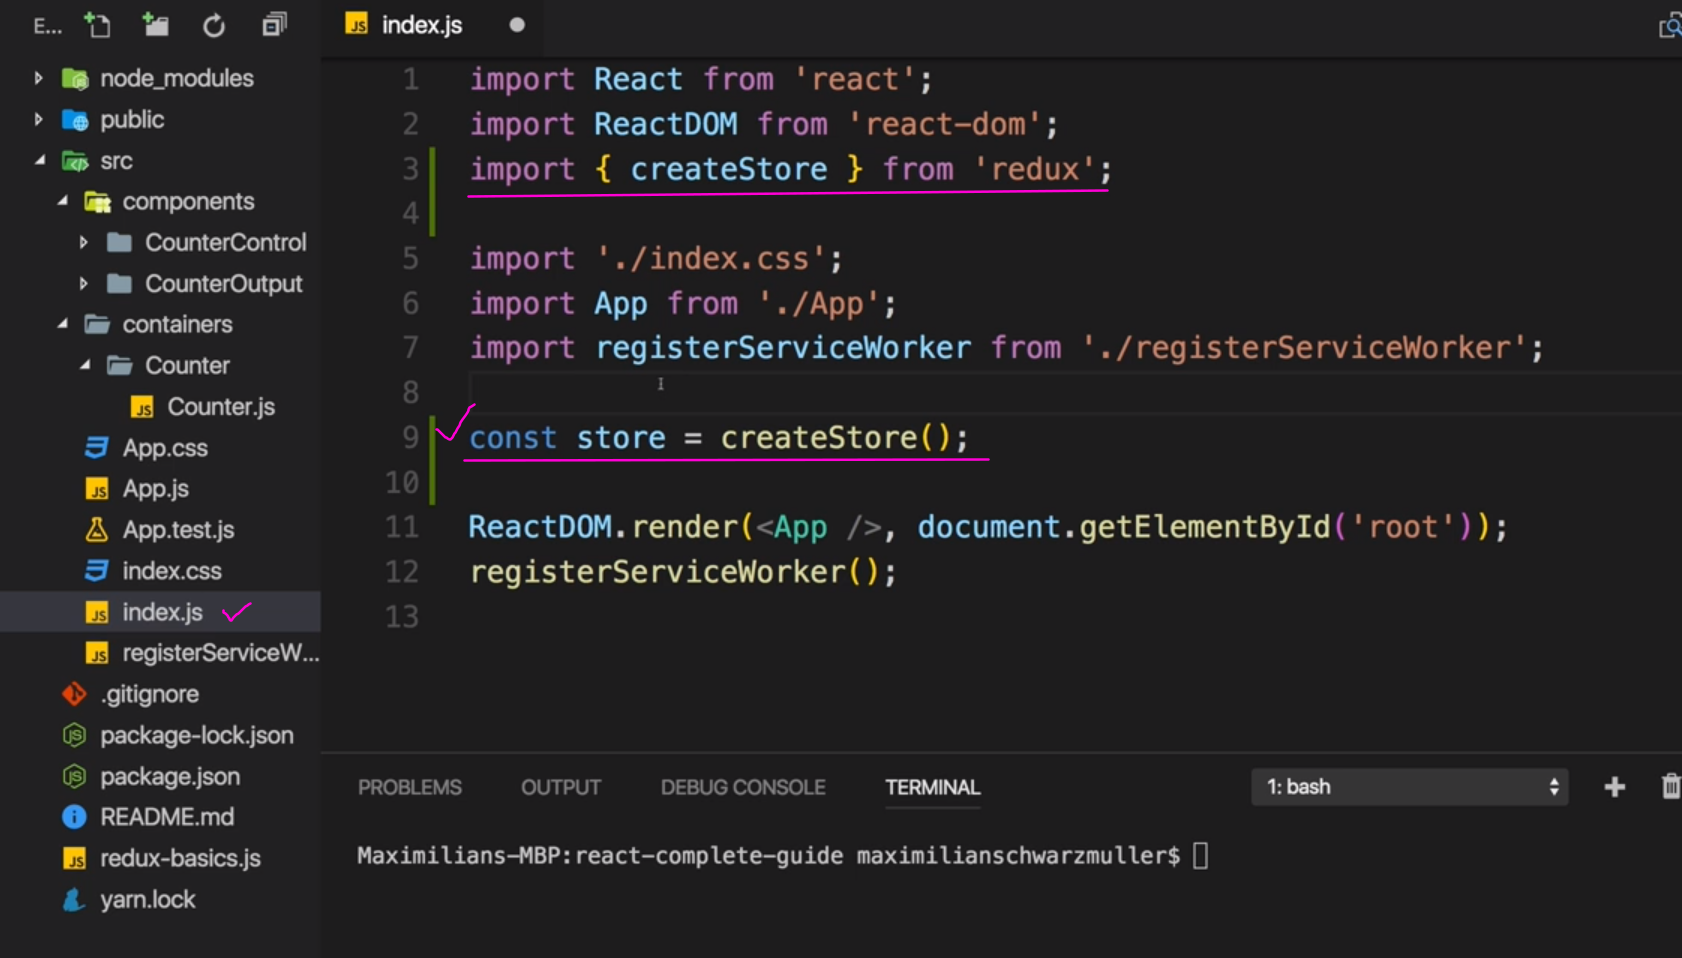 E...
node_modules
public
src
components
CounterControl
CounterOutput
containers
Counter
Counter.js
App.css
App.js
App.test.js
index.css
index.js
registerServiceW...
.gitignore
package-lock.json
package.json
README.md
redux-basics.js
yarn.lock
JS index.js
1 import React from 'react';
2 import ReactDOM from 'react-dom';
3 import { createStore } from 'redux';
4
5 import './index.css';
6 import App from './App';
7 import registerServiceWorker from './registerServiceWorker';
8
9 const store = createStore();
10
11 ReactDOM.render(<App />, document.getElementById('root'));
12 registerServiceWorker();
13
PROBLEMS OUTPUT DEBUG CONSOLE TERMINAL 1: bash
Maximilians-MBP:react-complete-guide maximilianschwarzmuller$